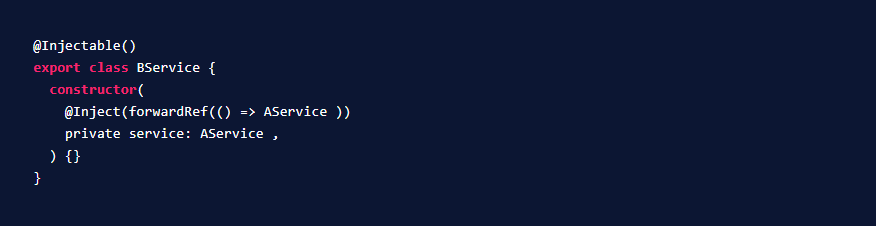 @Injectable()
export class BService {
  constructor(
    @Inject(forwardRef(() => AService ))
    private service: AService ,
  ) {}
}